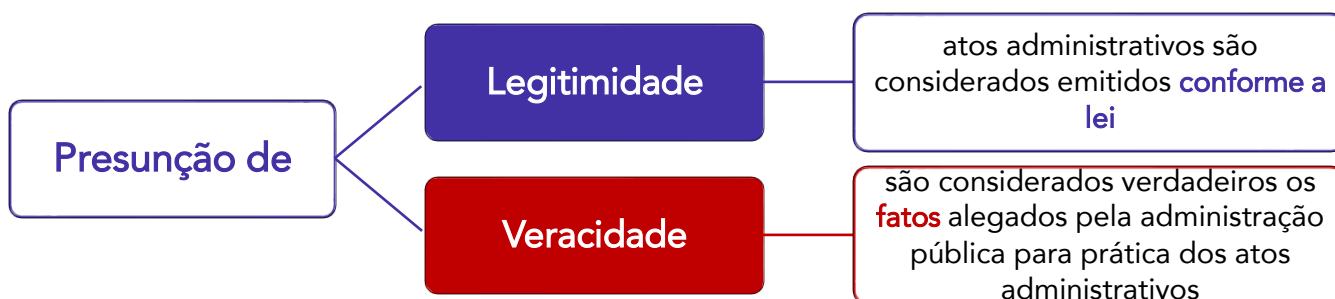 Presunção de
Legitimidade
atos administrativos são
considerados emitidos conforme a
lei
Veracidade
são considerados verdadeiros os
fatos alegados pela administração
pública para prática dos atos
administrativos